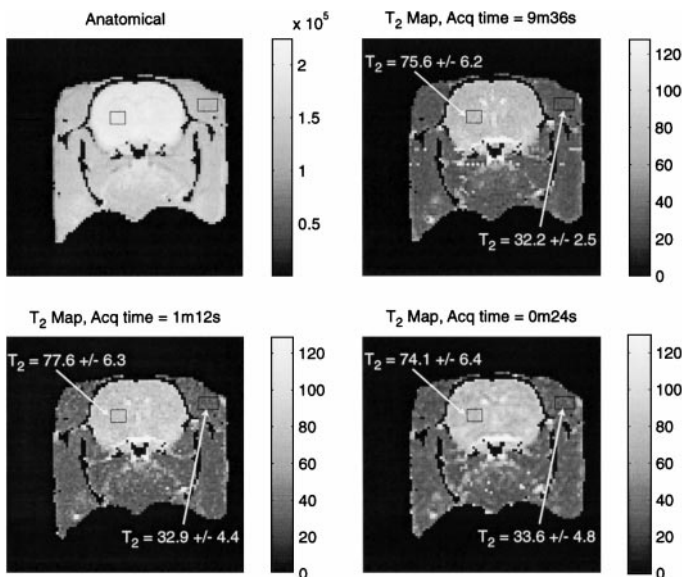 Anatomical
x 10⁵
2
1.5
1
0.5
T₂ Map, Acq time = 9m36s
T₂ = 75.6 +/- 6.2
T₂ = 32.2 +/- 2.5
120
100
80
60
40
20
0
T₂ Map, Acq time = 1m12s
T₂ = 77.6 +/- 6.3
T₂ = 32.9 +/- 4.4
120
100
80
60
40
20
0
T₂ Map, Acq time = 0m24s
T₂ = 74.1 +/- 6.4
T₂ = 33.6 +/- 4.8
120
100
80
60
40
20
0